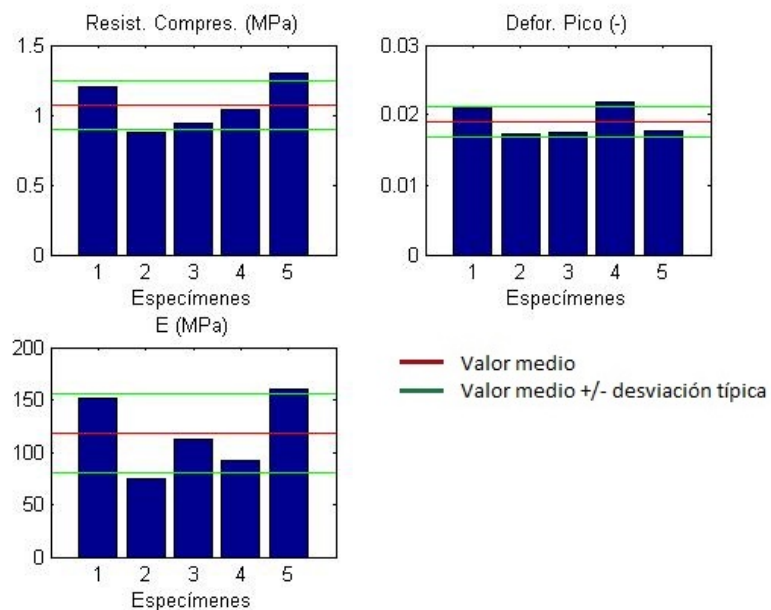 Resist. Compres. (MPa)
1.5
1
0.5
0
1 2 3 4 5
Especímenes
Defor. Pico (-)
0.03
0.02
0.01
0
1 2 3 4 5
Especímenes
E (MPa)
200
150
100
50
0
1 2 3 4 5
Especímenes
Valor medio
Valor medio +/- desviación típica